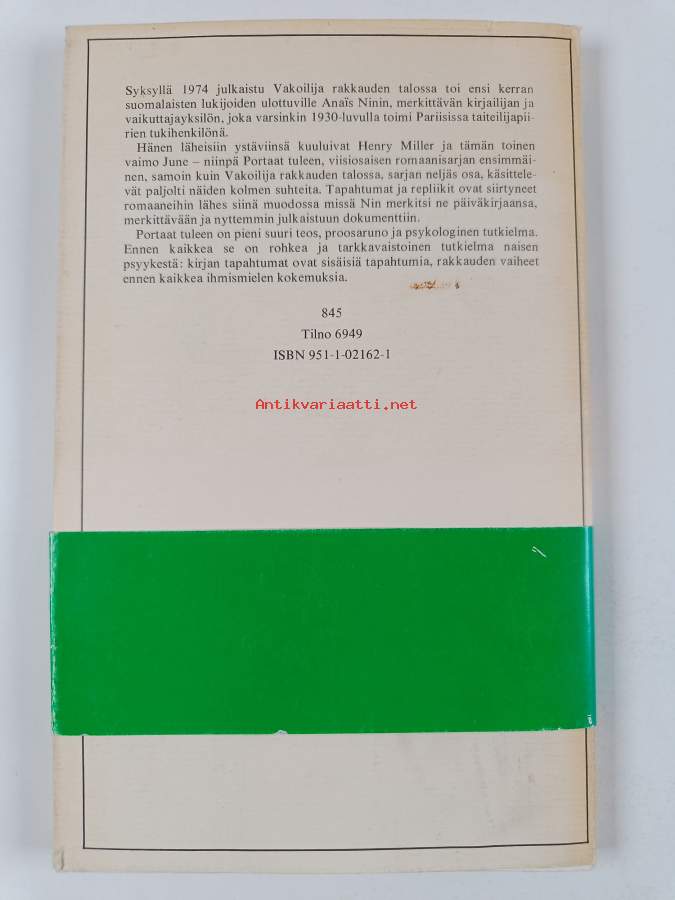 Syksyllä 1974 julkaistu Vakoilija rakkauden talossa toi ensi kerran
suomalaisten lukijoiden ulottuville Anaïs Ninin, merkittävän kirjailijan ja
vaikuttajayksilön, joka varsinkin 1930-luvulla toimi Pariisissa taiteilijapii-
rien tukihenkilönä.
Hänen läheisiin ystäviinsä kuuluivat Henry Miller ja tämän toinen
vaimo June – niinpä Portaat tuleen, viisiosaisen romaanisarjan ensimmäi-
nen, samoin kuin Vakoilija rakkauden talossa, sarjan neljäs osa, käsittele-
vät paljolti näiden kolmen suhteita. Tapahtumat ja repliikit ovat siirtyneet
romaaneihin lähes siinä muodossa missä Nin merkitsi ne päiväkirjaansa,
merkittävään ja nyttemmin julkaistuun dokumenttiin.
Portaat tuleen on pieni suuri teos, proosaruno ja psykologinen tutkielma.
Ennen kaikkea se on rohkea ja tarkkavaistoinen tutkielma naisen
psyykestä: kirjan tapahtumat ovat sisäisiä tapahtumia, rakkauden vaiheet
ennen kaikkea ihmismielen kokemuksia.
845
Tilno 6949
ISBN 951-1-02162-1
Antikvariaatti.net